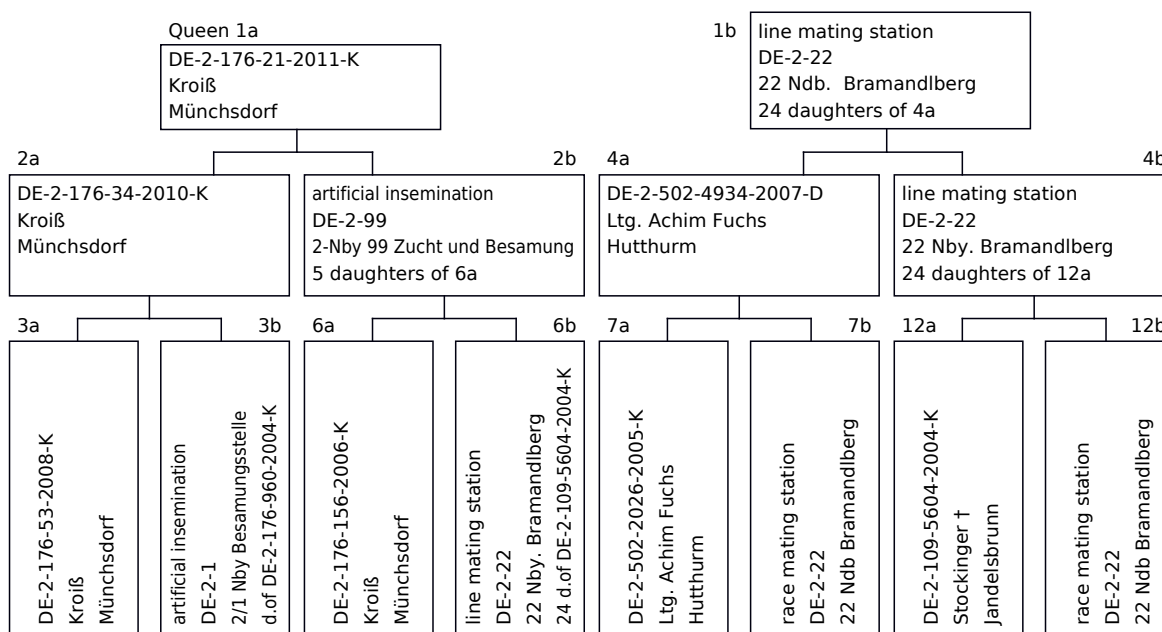 Queen 1a
DE-2-176-21-2011-K
Kroiß
Münchsdorf
1b
line mating station
DE-2-22
22 Ndb. Bramandlberg
24 daughters of 4a
2a
DE-2-176-34-2010-K
Kroiß
Münchsdorf
2b
artificial insemination
DE-2-99
2-Nby 99 Zucht und Besamung
5 daughters of 6a
4a
DE-2-502-4934-2007-D
Ltg. Achim Fuchs
Hutthurm
4b
line mating station
DE-2-22
22 Nby. Bramandlberg
24 daughters of 12a
3a
DE-2-176-53-2008-K
Kroiß
Münchsdorf
3b
artificial insemination
DE-2-1
2/1 Nby Besamungsstelle
d.of DE-2-176-960-2004-K
6a
DE-2-176-156-2006-K
Kroiß
Münchsdorf
6b
line mating station
DE-2-22
22 Nby. Bramandlberg
24 d.of DE-2-109-5604-2004-K
7a
DE-2-502-2026-2005-K
Ltg. Achim Fuchs
Hutthurm
7b
race mating station
DE-2-22
22 Ndb Bramandlberg
12a
DE-2-109-5604-2004-K
Stockinger †
Jandelsbrunn
12b
race mating station
DE-2-22
22 Ndb Bramandlberg